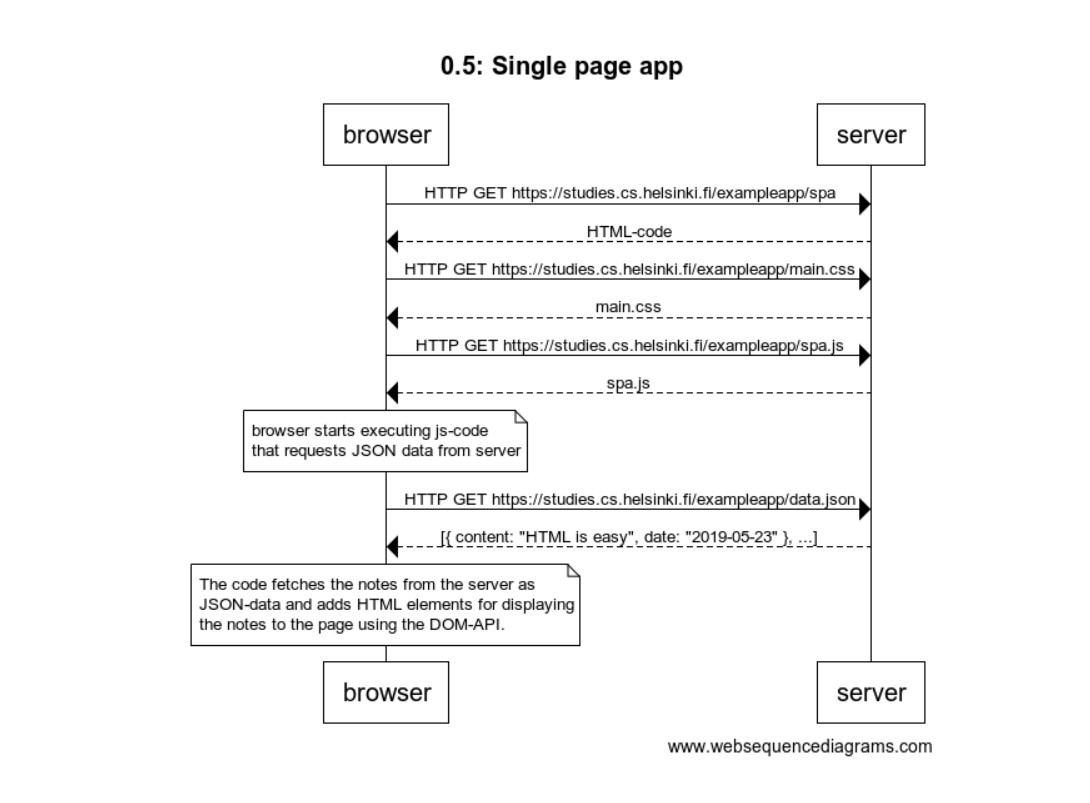 0.5: Single page app
browser
server
HTTP GET https://studies.cs.helsinki.fi/exampleapp/spa
HTML-code
HTTP GET https://studies.cs.helsinki.fi/exampleapp/main.css
main.css
HTTP GET https://studies.cs.helsinki.fi/exampleapp/spa.js
spa.js
browser starts executing js-code
that requests JSON data from server
HTTP GET https://studies.cs.helsinki.fi/exampleapp/data.json
[{ content: "HTML is easy", date: "2019-05-23" }, ...]
The code fetches the notes from the server as
JSON-data and adds HTML elements for displaying
the notes to the page using the DOM-API.
browser
server
www.websequencediagrams.com